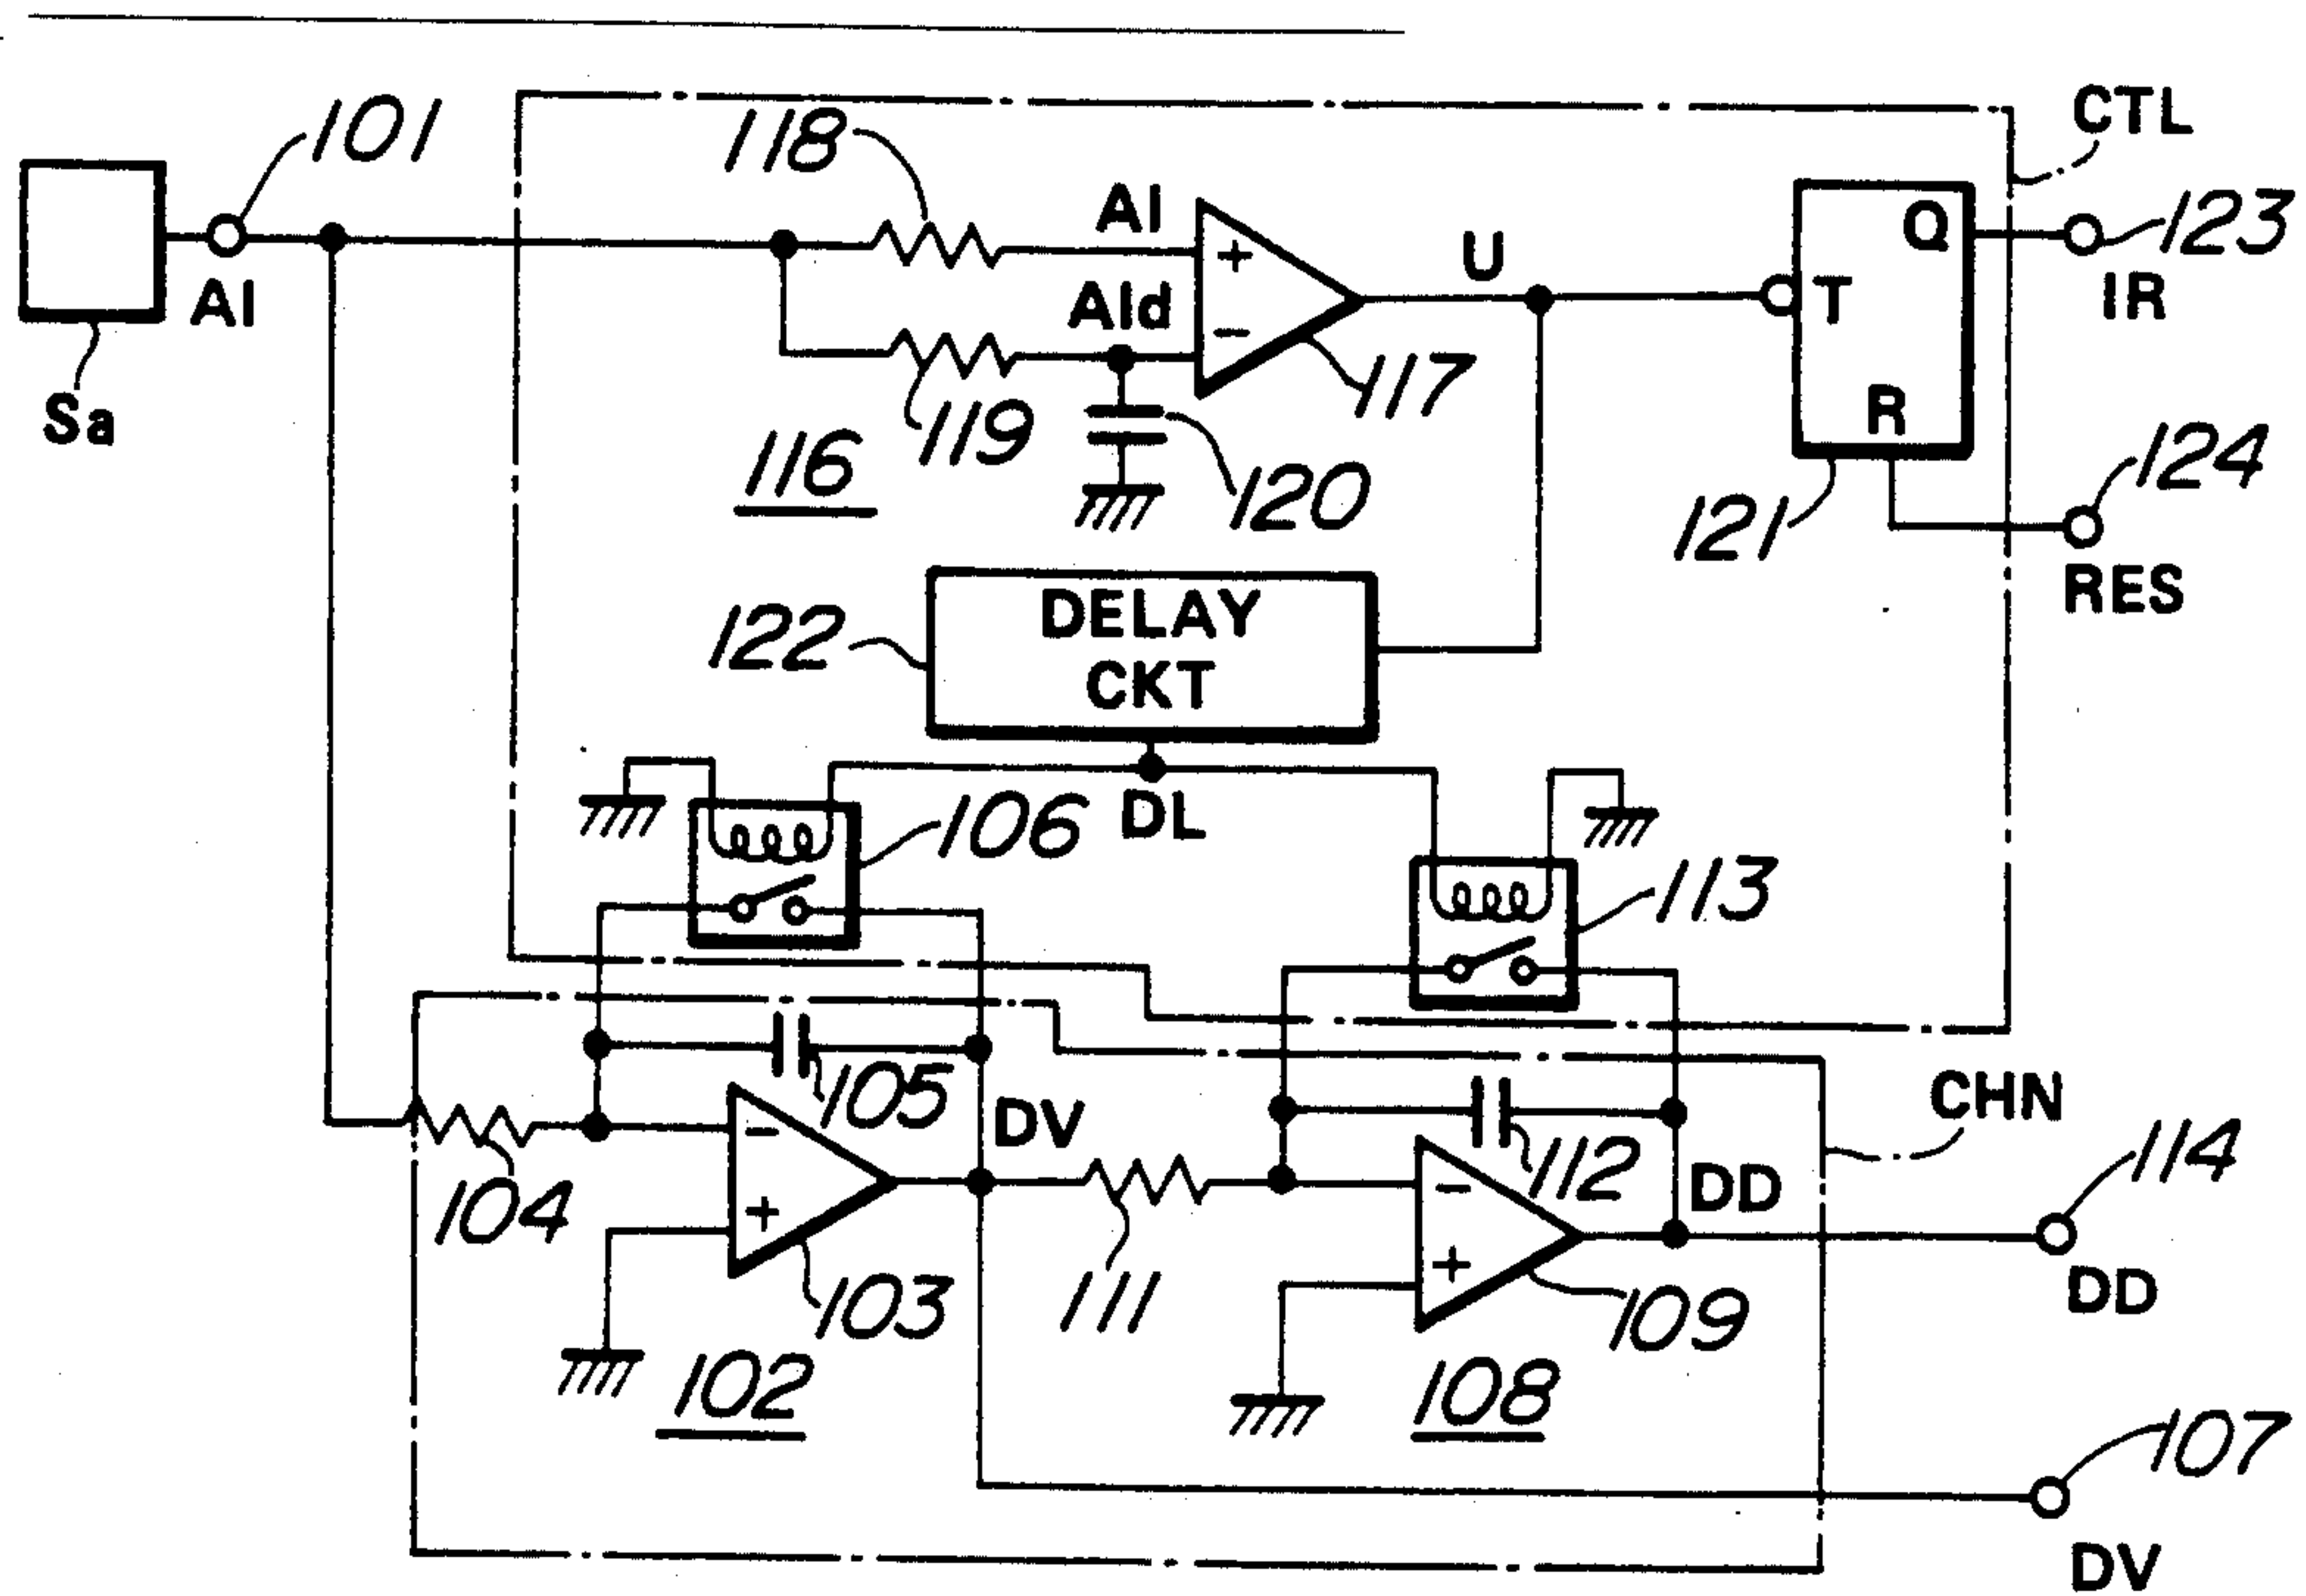 101
118
CTL
AI
AI
Q
123
IR
AId
+
−
U
T
Sa
119
117
R
116
120
121
124
RES
122
DELAY
CKT
106
DL
113
105
DV
CHN
−
+
104
103
111
112
DD
114
−
+
109
DD
102
108
107
DV